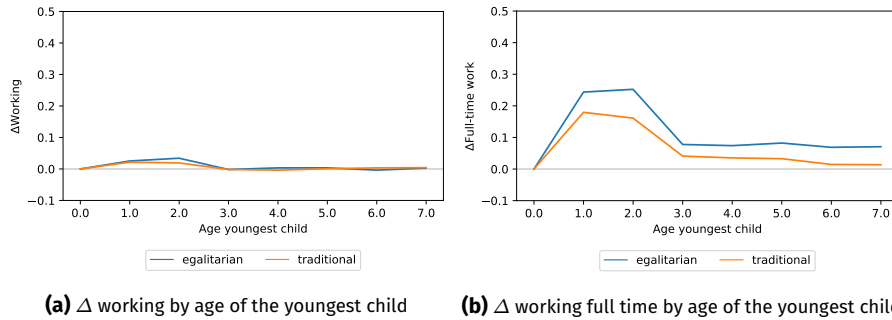 0.5
0.4
0.3
0.2
0.1
0.0
−0.1
ΔWorking
0.0 1.0 2.0 3.0 4.0 5.0 6.0 7.0
Age youngest child
egalitarian traditional
(a) Δ working by age of the youngest child
0.5
0.4
0.3
0.2
0.1
0.0
−0.1
ΔFull-time work
0.0 1.0 2.0 3.0 4.0 5.0 6.0 7.0
Age youngest child
egalitarian traditional
(b) Δ working full time by age of the youngest chil